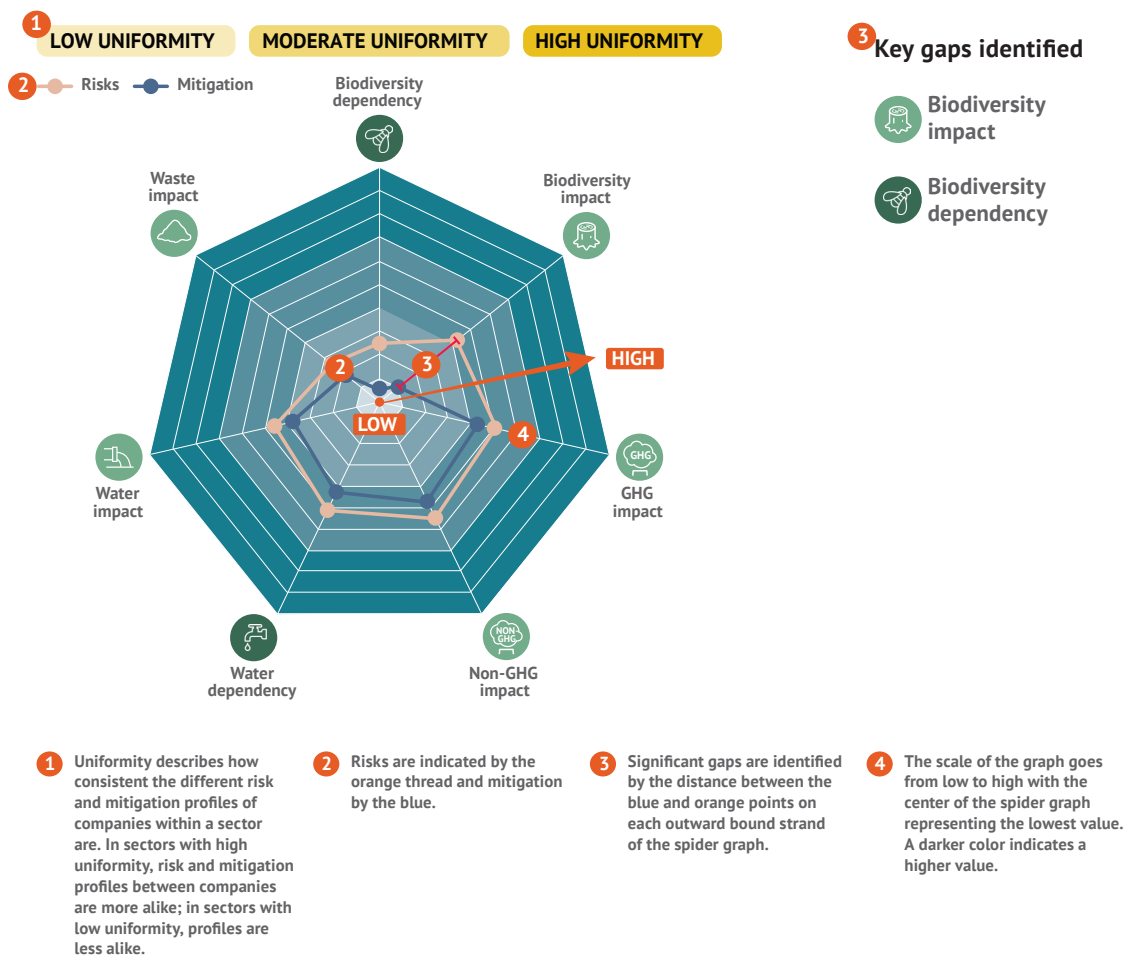 1
LOW UNIFORMITY
MODERATE UNIFORMITY
HIGH UNIFORMITY
2
Risks
Mitigation
3
Key gaps identified
Biodiversity
impact
Biodiversity
dependency
Biodiversity
dependency
Waste
impact
Biodiversity
impact
2
3
HIGH
LOW
4
Water
impact
GHG
GHG
impact
Water
dependency
NON
GHG
Non-GHG
impact
1
Uniformity describes how
consistent the different risk
and mitigation profiles of
companies within a sector
are. In sectors with high
uniformity, risk and mitigation
profiles between companies
are more alike; in sectors with
low uniformity, profiles are
less alike.
2
Risks are indicated by the
orange thread and mitigation
by the blue.
3
Significant gaps are identified
by the distance between the
blue and orange points on
each outward bound strand
of the spider graph.
4
The scale of the graph goes
from low to high with the
center of the spider graph
representing the lowest value.
A darker color indicates a
higher value.